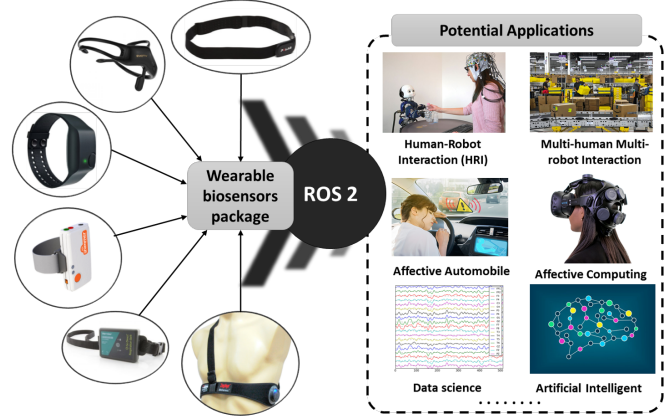 Potential Applications
Wearable
biosensors
package
ROS 2
Human-Robot
Interaction (HRI)
Multi-human Multi-
robot Interaction
Affective Automobile
Affective Computing
Data science
Artificial Intelligent
. . . . . . . .